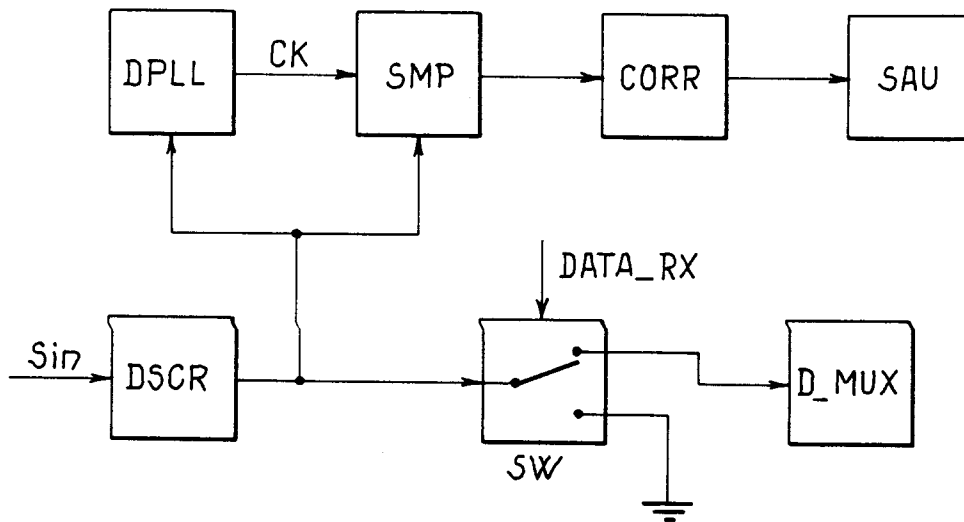 DPLL
CK
SMP
CORR
SAU
DATA_RX
Sin
DSCR
D_MUX
SW